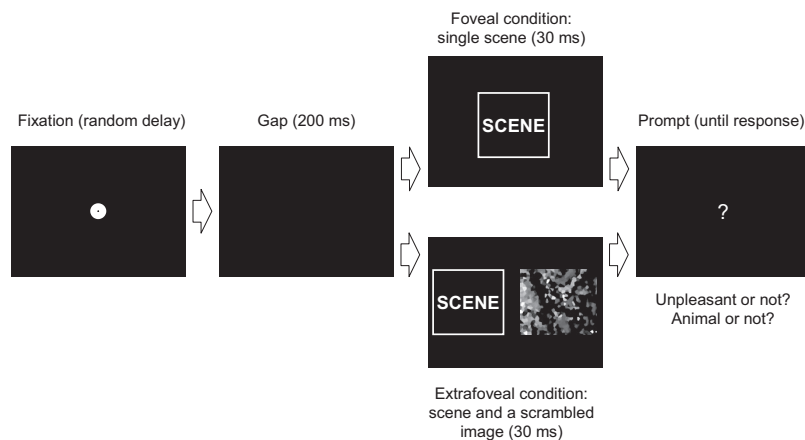 Foveal condition:
single scene (30 ms)
Fixation (random delay)
Gap (200 ms)
SCENE
Prompt (until response)
?
SCENE
Unpleasant or not?
Animal or not?
Extrafoveal condition:
scene and a scrambled
image (30 ms)